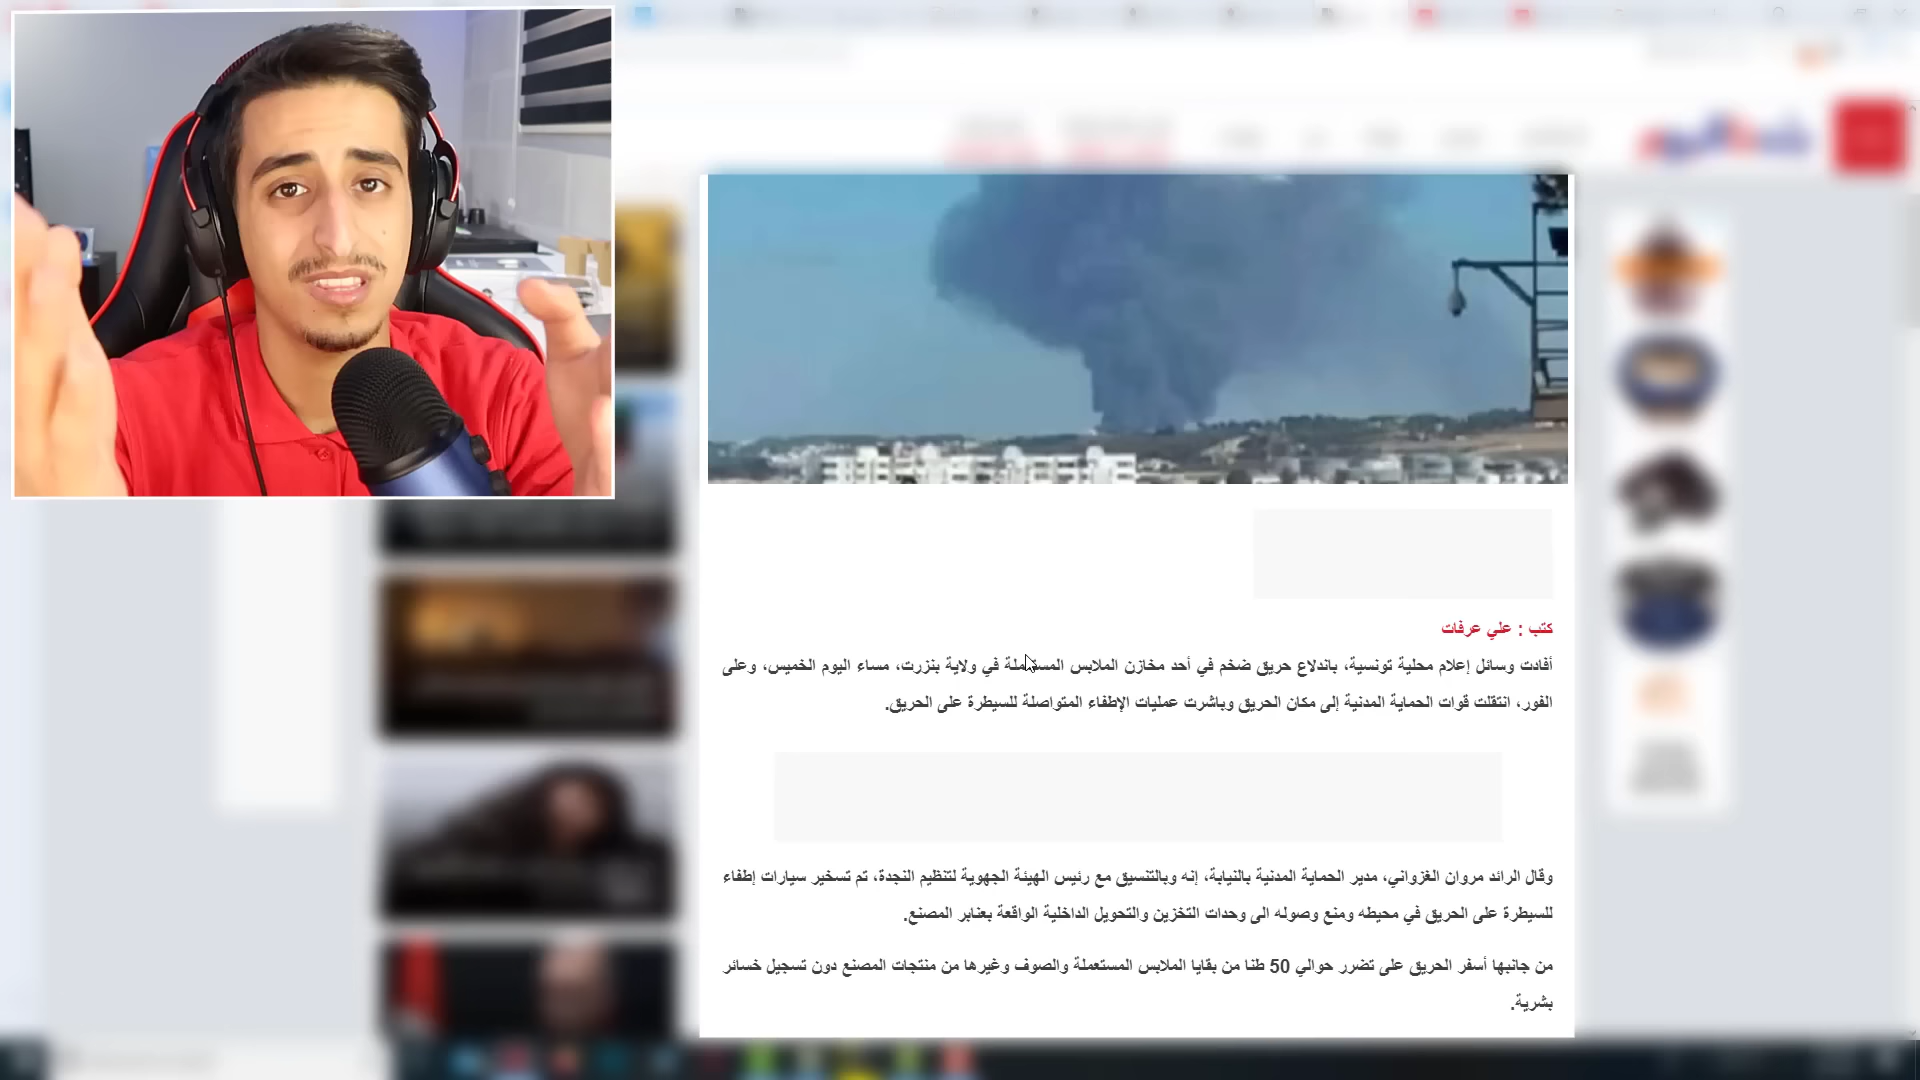 كتب : علي عرفات
أفادت وسائل إعلام محلية تونسية، باندلاع حريق ضخم في أحد مخازن الملابس المستعملة في ولاية بنزرت، مساء اليوم الخميس، وعلى
الفور، انتقلت قوات الحماية المدنية إلى مكان الحريق وباشرت عمليات الإطفاء المتواصلة للسيطرة على الحريق.
وقال الرائد مروان الغزواني، مدير الحماية المدنية بالنيابة، إنه وبالتنسيق مع رئيس الهيئة الجهوية لتنظيم النجدة، تم تسخير سيارات إطفاء
للسيطرة على الحريق في محيطه ومنع وصوله الى وحدات التخزين والتحويل الداخلية الواقعة بعنابر المصنع.
من جانبها أسفر الحريق على تضرر حوالي 50 طنا من بقايا الملابس المستعملة والصوف وغيرها من منتجات المصنع دون تسجيل خسائر
بشرية.